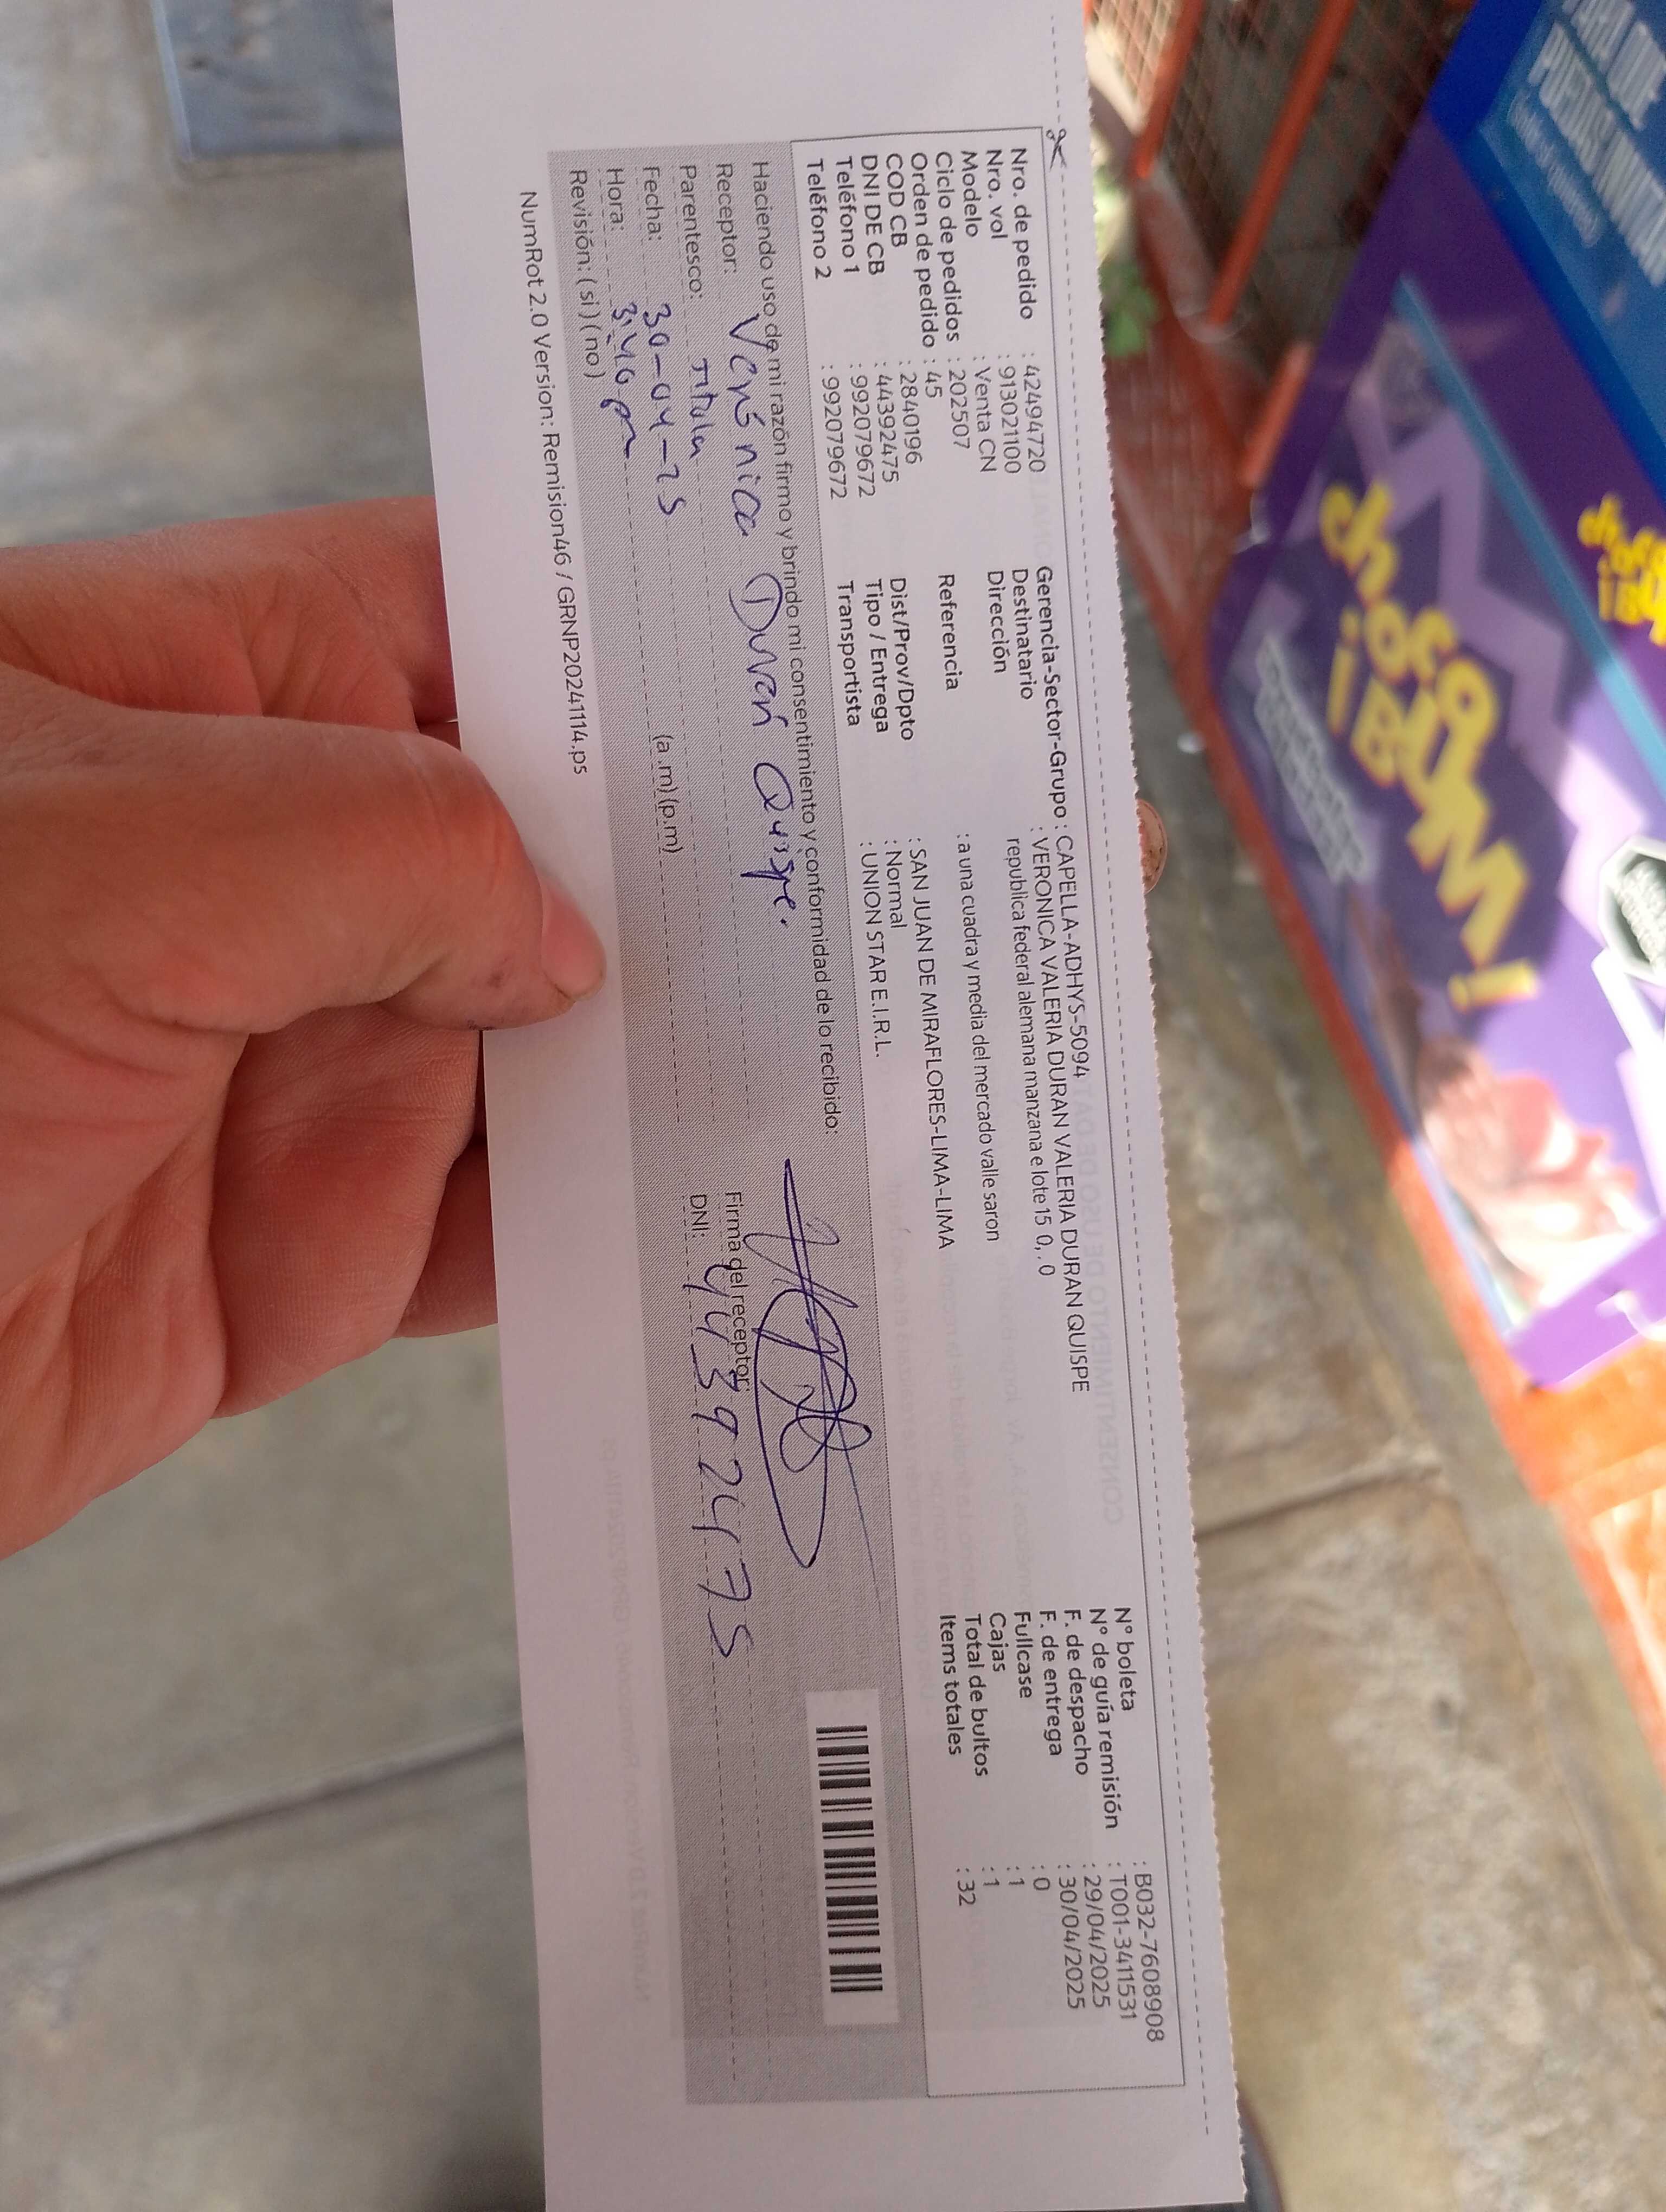 Nro. de pedido : 42494720
Nro. vol : 913021100
Modelo : Venta CN
Ciclo de pedidos : 202507
Orden de pedido : 45
COD CB : 2840196
DNI DE CB : 44392475
Teléfono 1 : 992079672
Teléfono 2 : 992079672
Gerencia-Sector-Grupo : CAPELLA-ADHYS-5094
Destinatario : VERONICA VALERIA DURAN VALERIA DURAN QUISPE
Dirección republica federal alemana manzana e lote 15 0, . 0
Referencia : a una cuadra y media del mercado valle saron
Dist/Prov/Dpto : SAN JUAN DE MIRAFLORES-LIMA-LIMA
Tipo / Entrega : Normal
Transportista : UNION STAR E.I.R.L.
N° boleta : B032-7608908
N° de guía remisión : T001-3411531
F. de despacho : 29/04/2025
F. de entrega : 30/04/2025
Fullcase : 0
Cajas : 1
Total de bultos : 1
Items totales : 32
Haciendo uso de mi razón firmo y brindo mi consentimiento y conformidad de lo recibido:
Receptor: Verónica Durán Quispe.
Parentesco: titular
Fecha: 30-04-25
Hora: 3:40 pm (a.m)(p.m)
Revisión: (si) (no)
Firma del receptor:
DNI: 44392475
NumRot 2.0 Version: Remision46 / GRNP20241114.ps
choco
¡BUM!